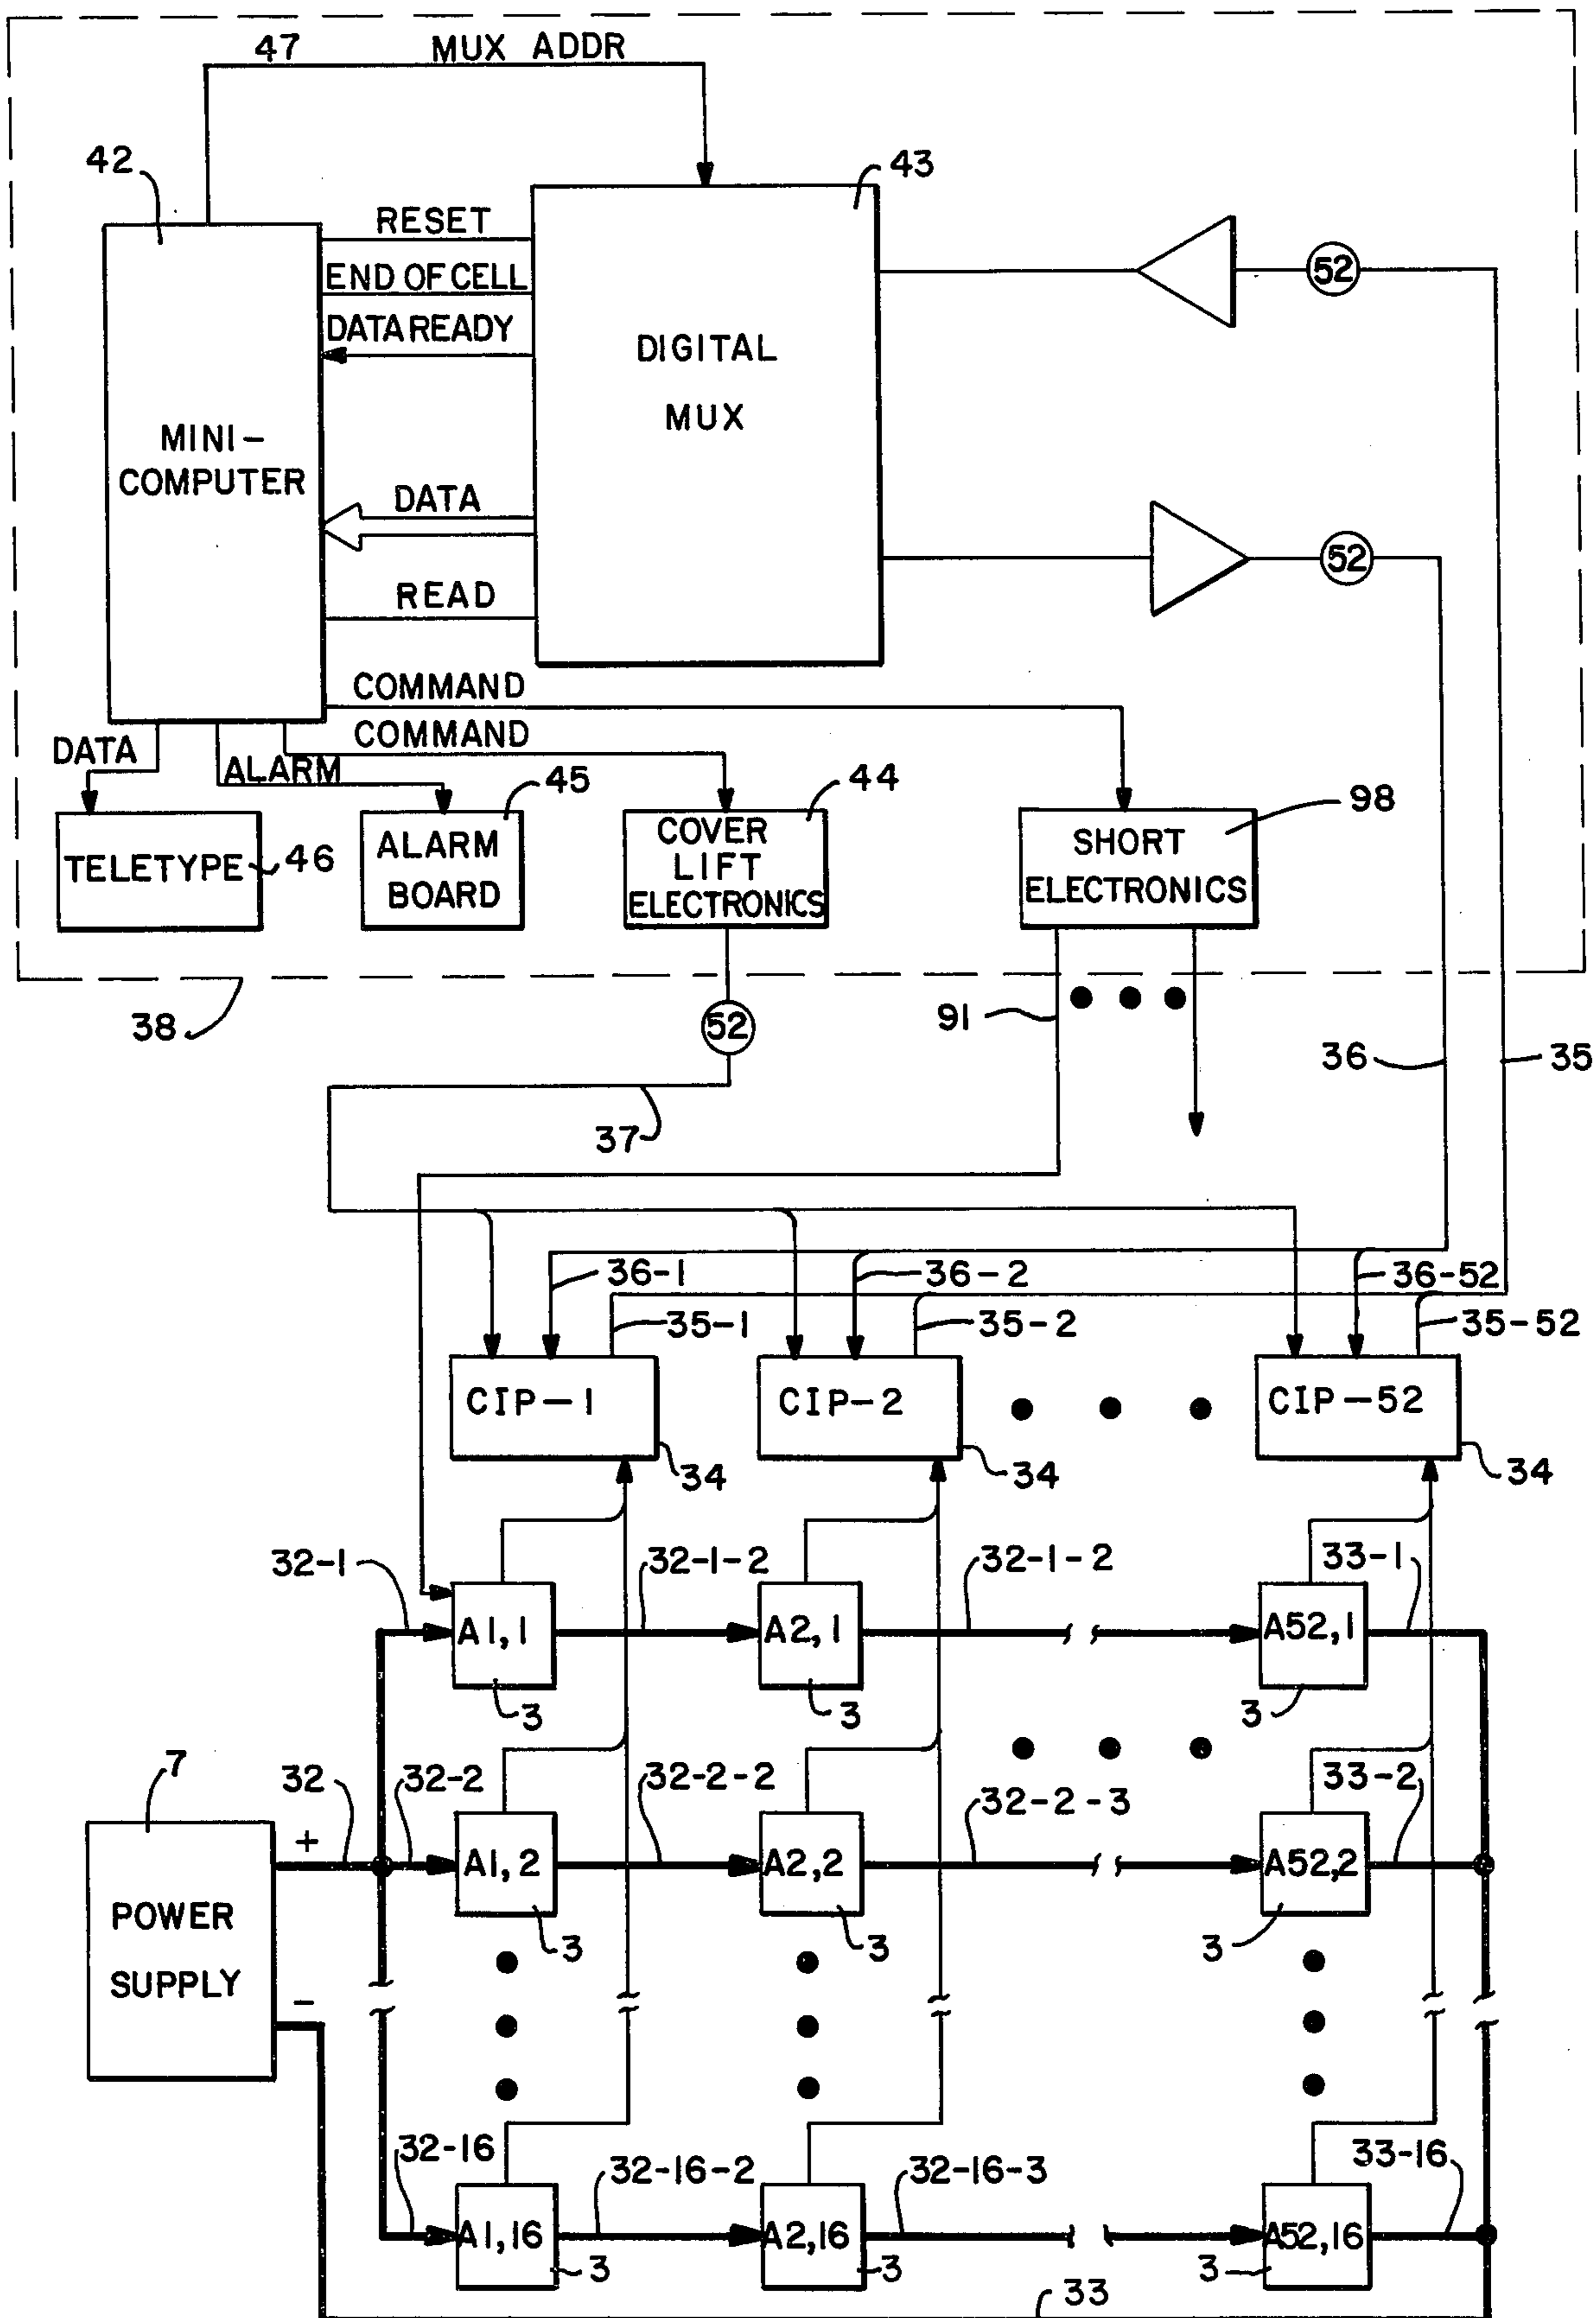 47 MUX ADDR
42
43
RESET
END OF CELL
DATA READY
52
DIGITAL
MUX
MINI-
COMPUTER
DATA
52
READ
COMMAND
COMMAND
DATA
ALARM
45
44
98
TELETYPE
46
ALARM
BOARD
COVER
LIFT
ELECTRONICS
SHORT
ELECTRONICS
38
52
91
36
35
37
36-1
36-2
36-52
35-1
35-2
35-52
CIP-1
CIP-2
CIP-52
34
34
34
32-1
32-1-2
32-1-2
33-1
A1,1
A2,1
A52,1
3
3
3
7
32
32-2
32-2-2
32-2-3
33-2
+
A1,2
A2,2
A52,2
POWER
SUPPLY
3
3
3
-
32-16
32-16-2
32-16-3
33-16
A1,16
A2,16
A52,16
3
3
3
33